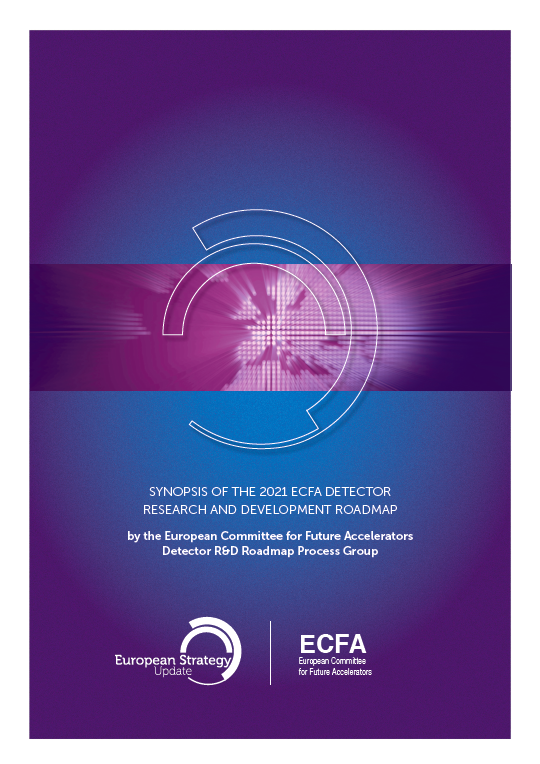 SYNOPSIS OF THE 2021 ECFA DETECTOR
RESEARCH AND DEVELOPMENT ROADMAP
by the European Committee for Future Accelerators
Detector R&D Roadmap Process Group
European Strategy
Update
ECFA
European Committee
for Future Accelerators